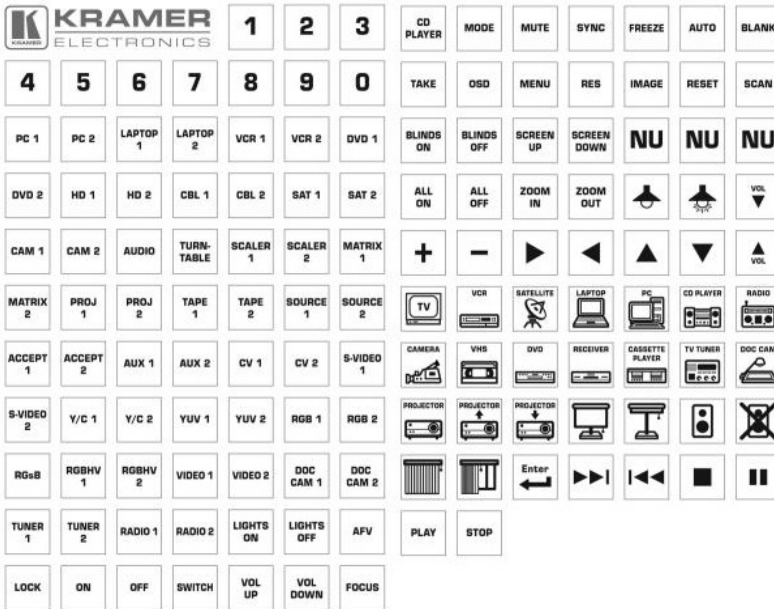 KRAMER
ELECTRONICS
KRAMER
1 2 3
4 5 6 7 8 9 0
PC 1 PC 2 LAPTOP 1 LAPTOP 2 VCR 1 VCR 2 DVD 1
DVD 2 HD 1 HD 2 CBL 1 CBL 2 SAT 1 SAT 2
CAM 1 CAM 2 AUDIO TURN-TABLE SCALER 1 SCALER 2 MATRIX 1
MATRIX 2 PROJ 1 PROJ 2 TAPE 1 TAPE 2 SOURCE 1 SOURCE 2
ACCEPT 1 ACCEPT 2 AUX 1 AUX 2 CV 1 CV 2 S-VIDEO 1
S-VIDEO 2 Y/C 1 Y/C 2 YUV 1 YUV 2 RGB 1 RGB 2
RGsB RGBHV 1 RGBHV 2 VIDEO 1 VIDEO 2 DOC CAM 1 DOC CAM 2
TUNER 1 TUNER 2 RADIO 1 RADIO 2 LIGHTS ON LIGHTS OFF AFV
LOCK ON OFF SWITCH VOL UP VOL DOWN FOCUS
CD PLAYER MODE MUTE SYNC FREEZE AUTO BLANK
TAKE OSD MENU RES IMAGE RESET SCAN
BLINDS ON BLINDS OFF SCREEN UP SCREEN DOWN NU NU NU
ALL ON ALL OFF ZOOM IN ZOOM OUT VOL ▼
+ − ▶ ◀ ▲ ▼ ▲ VOL
TV VCR SATELLITE LAPTOP PC CD PLAYER RADIO
CAMERA VHS DVD RECEIVER CASSETTE PLAYER TV TUNER DOC CAM
PROJECTOR PROJECTOR PROJECTOR
Enter
PLAY STOP